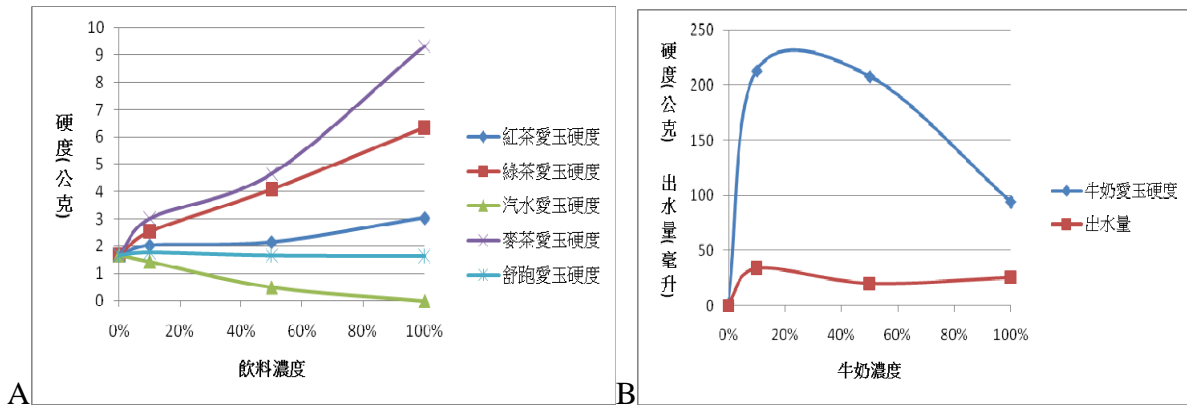 10
9
8
7
6
5
4
3
2
1
0
硬度(公克)
0%
20%
40%
60%
80%
100%
飲料濃度
紅茶愛玉硬度
綠茶愛玉硬度
汽水愛玉硬度
麥茶愛玉硬度
舒跑愛玉硬度
A
250
200
150
100
50
0
硬度(公克) 出水量(毫升)
0%
20%
40%
60%
80%
100%
牛奶濃度
牛奶愛玉硬度
出水量
B